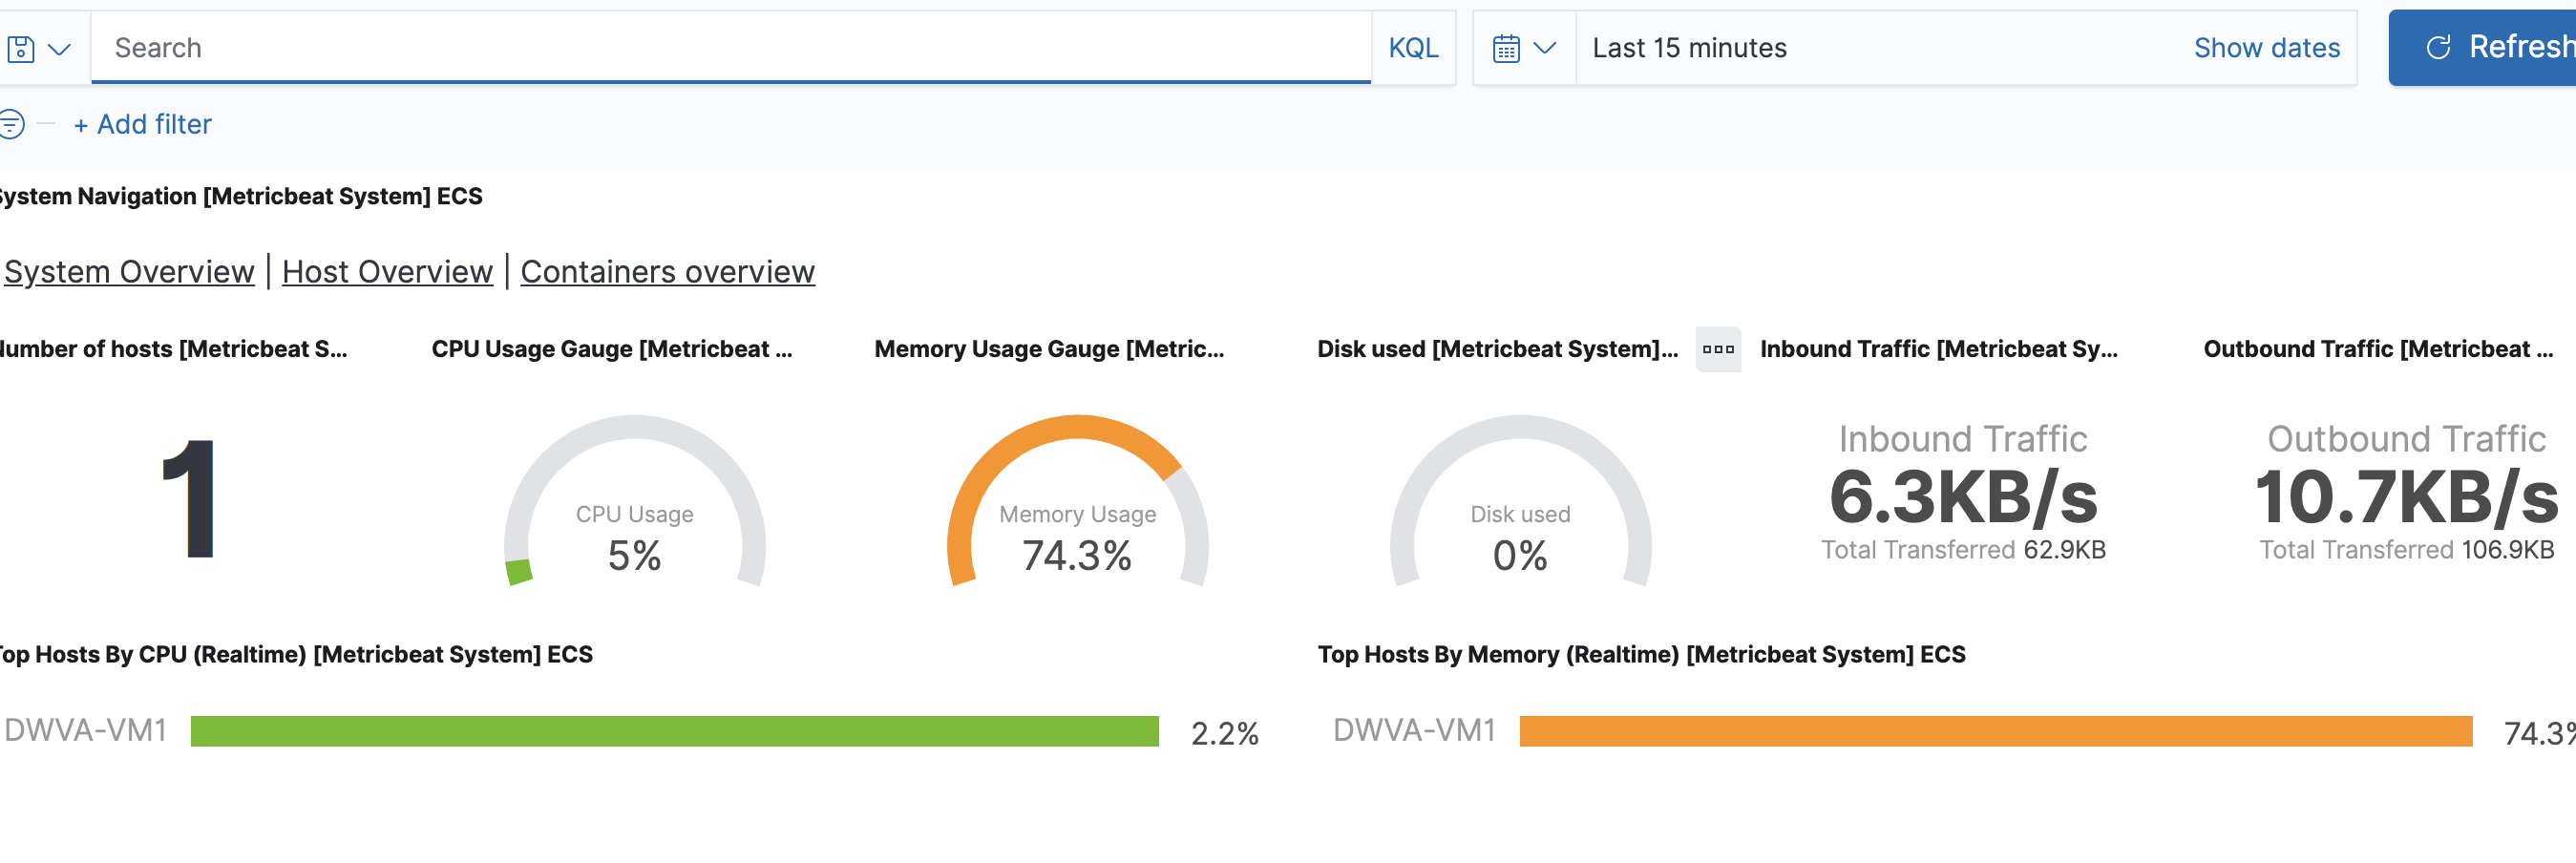 Search KQL Last 15 minutes Show dates Refresh
+ Add filter
System Navigation [Metricbeat System] ECS
System Overview | Host Overview | Containers overview
Number of hosts [Metricbeat S... CPU Usage Gauge [Metricbeat ... Memory Usage Gauge [Metric... Disk used [Metricbeat System]... Inbound Traffic [Metricbeat Sy... Outbound Traffic [Metricbeat ...
1
CPU Usage
5%
Memory Usage
74.3%
Disk used
0%
Inbound Traffic
6.3KB/s
Total Transferred 62.9KB
Outbound Traffic
10.7KB/s
Total Transferred 106.9KB
Top Hosts By CPU (Realtime) [Metricbeat System] ECS
DWVA-VM1 2.2%
Top Hosts By Memory (Realtime) [Metricbeat System] ECS
DWVA-VM1 74.3%